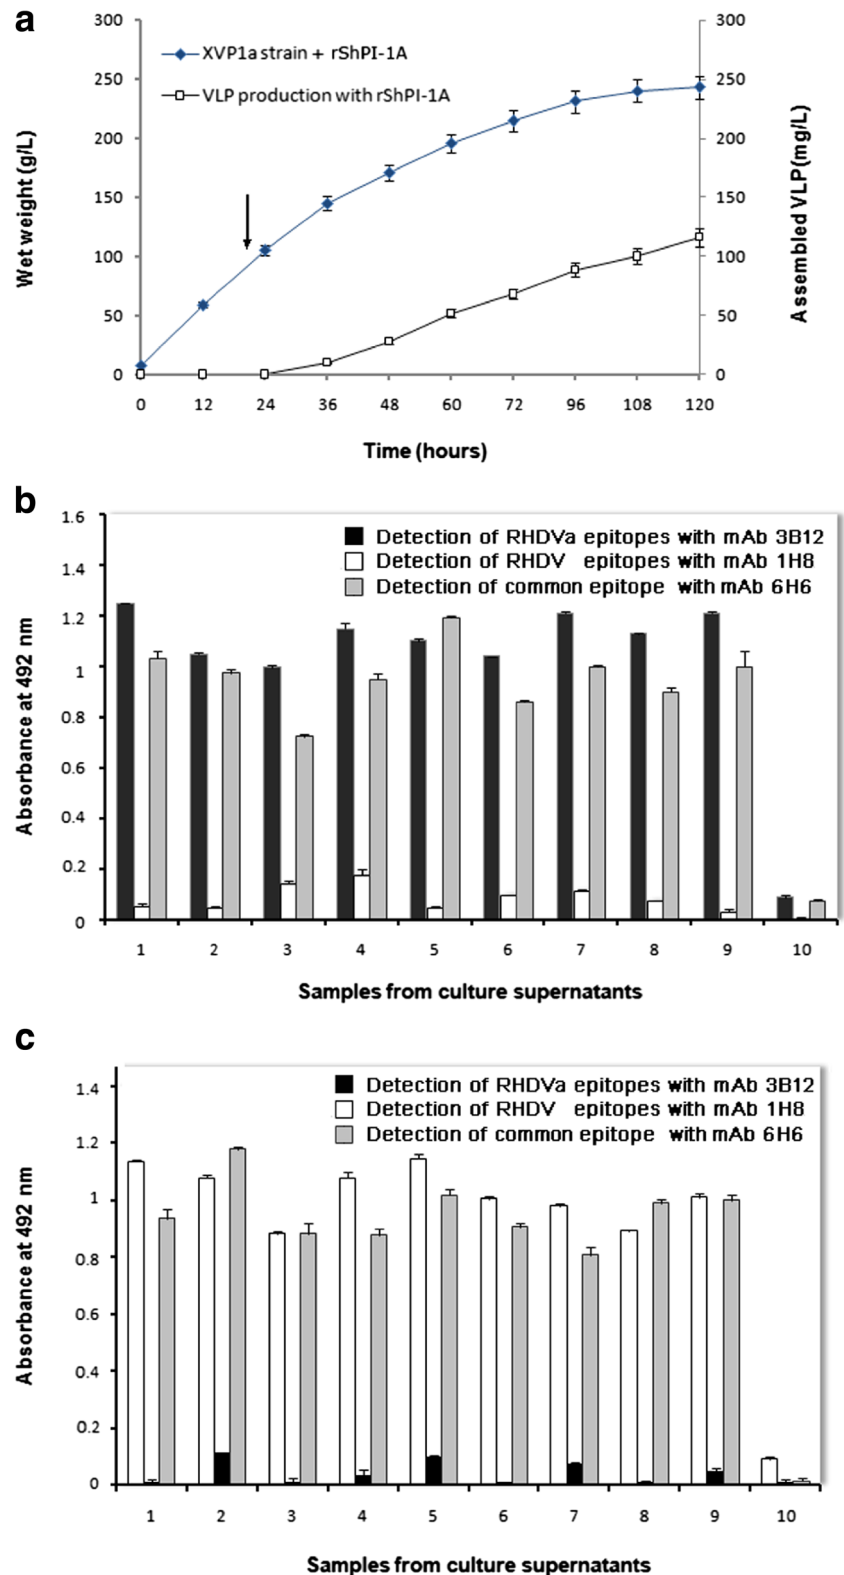 a
300
250
200
150
100
50
0
300
250
200
150
100
50
0
XVP1a strain + rShPI-1A
VLP production with rShPI-1A
Wet weight (g/L)
Assembled VLP(mg/L)
0 12 24 36 48 60 72 96 108 120
Time (hours)
b
1.6
1.4
1.2
1
0.8
0.6
0.4
0.2
0
Detection of RHDVa epitopes with mAb 3B12
Detection of RHDV epitopes with mAb 1H8
Detection of common epitope with mAb 6H6
Absorbance at 492 nm
1 2 3 4 5 6 7 8 9 10
Samples from culture supernatants
c
1.4
1.2
1
0.8
0.6
0.4
0.2
0
Detection of RHDVa epitopes with mAb 3B12
Detection of RHDV epitopes with mAb 1H8
Detection of common epitope with mAb 6H6
Absorbance at 492 nm
1 2 3 4 5 6 7 8 9 10
Samples from culture supernatants